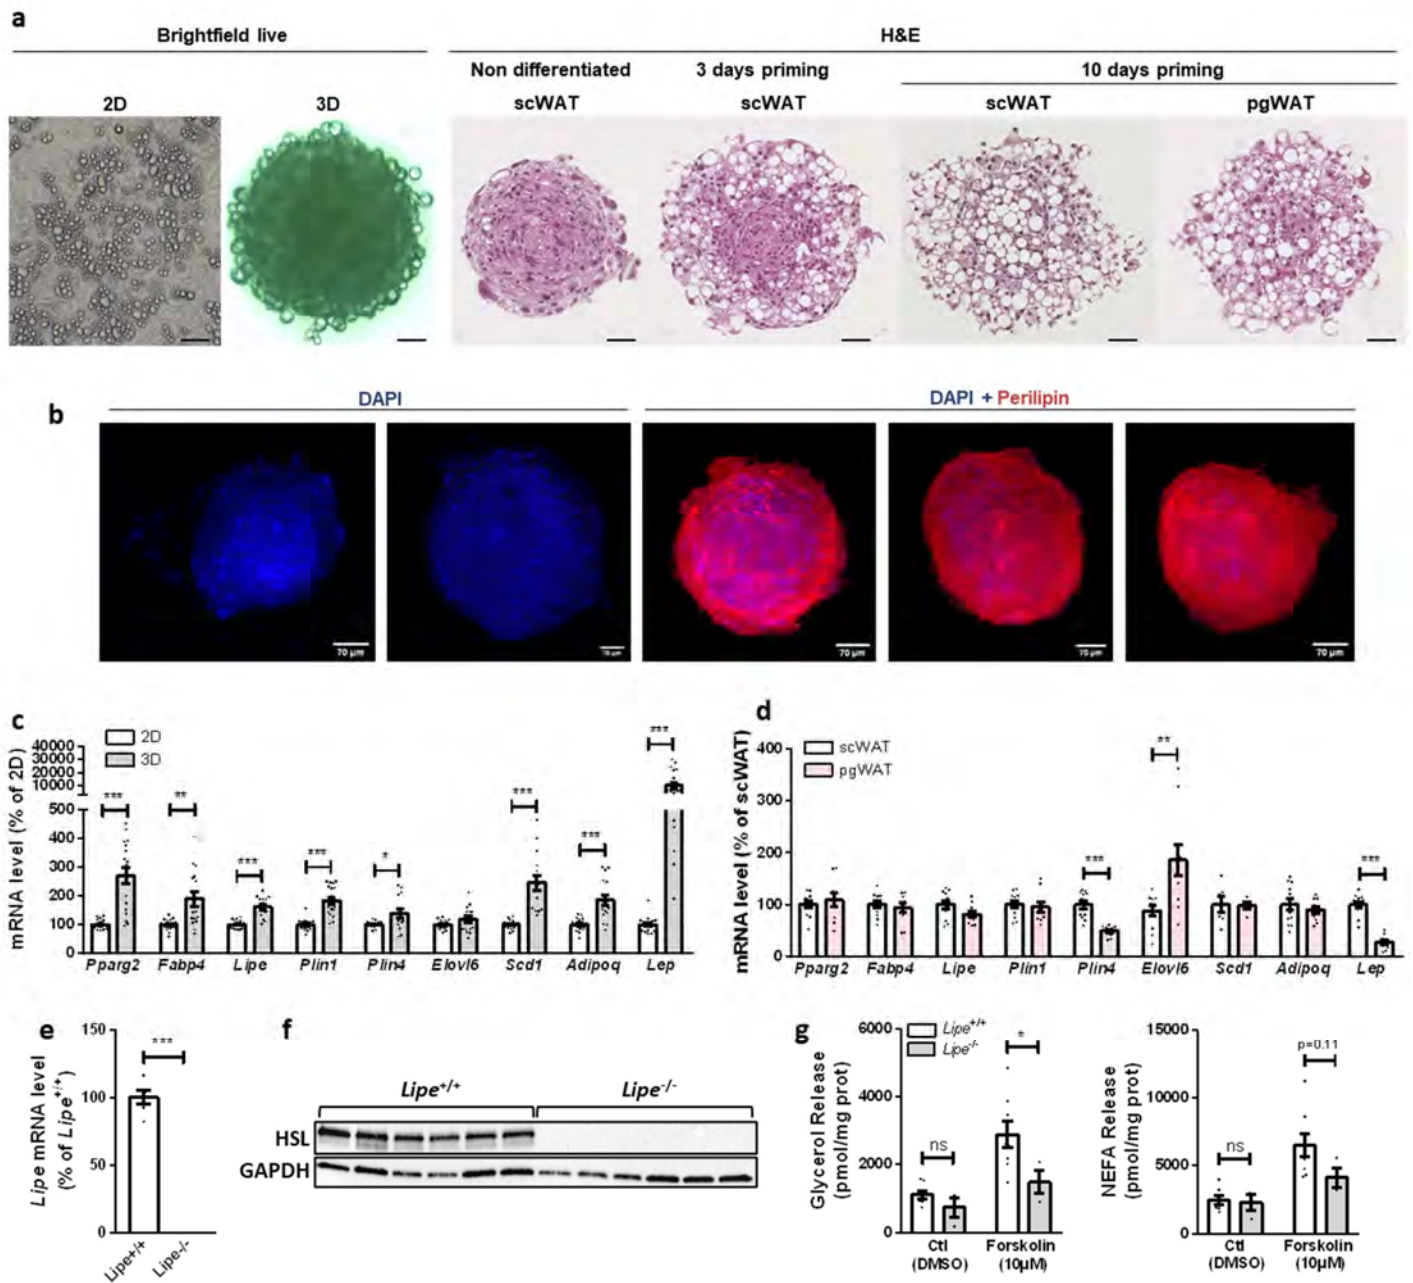 a
Brightfield live
H&E
Non differentiated
3 days priming
10 days priming
2D
3D
scWAT
scWAT
scWAT
pgWAT
b
DAPI
DAPI + Perilipin
70 µm
70 µm
70 µm
70 µm
c
mRNA level (% of 2D)
2D
3D
40000
30000
20000
10000
500
400
300
200
100
0
***
**
***
***
*
***
***
***
Pparg2
Fabp4
Lipe
Plin1
Plin4
Elovl6
Scd1
Adipoq
Lep
d
mRNA level (% of scWAT)
scWAT
pgWAT
400
300
200
100
0
***
**
***
Pparg2
Fabp4
Lipe
Plin1
Plin4
Elovl6
Scd1
Adipoq
Lep
e
Lipe mRNA level
(% of Lipe+/+)
150
100
50
0
***
Lipe+/+
Lipe-/-
f
Lipe+/+
Lipe-/-
HSL
GAPDH
g
Glycerol Release
(pmol/mg prot)
6000
4000
2000
0
Lipe+/+
Lipe-/-
ns
*
Ctl
(DMSO)
Forskolin
(10µM)
NEFA Release
(pmol/mg prot)
15000
10000
5000
0
ns
p=0.11
Ctl
(DMSO)
Forskolin
(10µM)